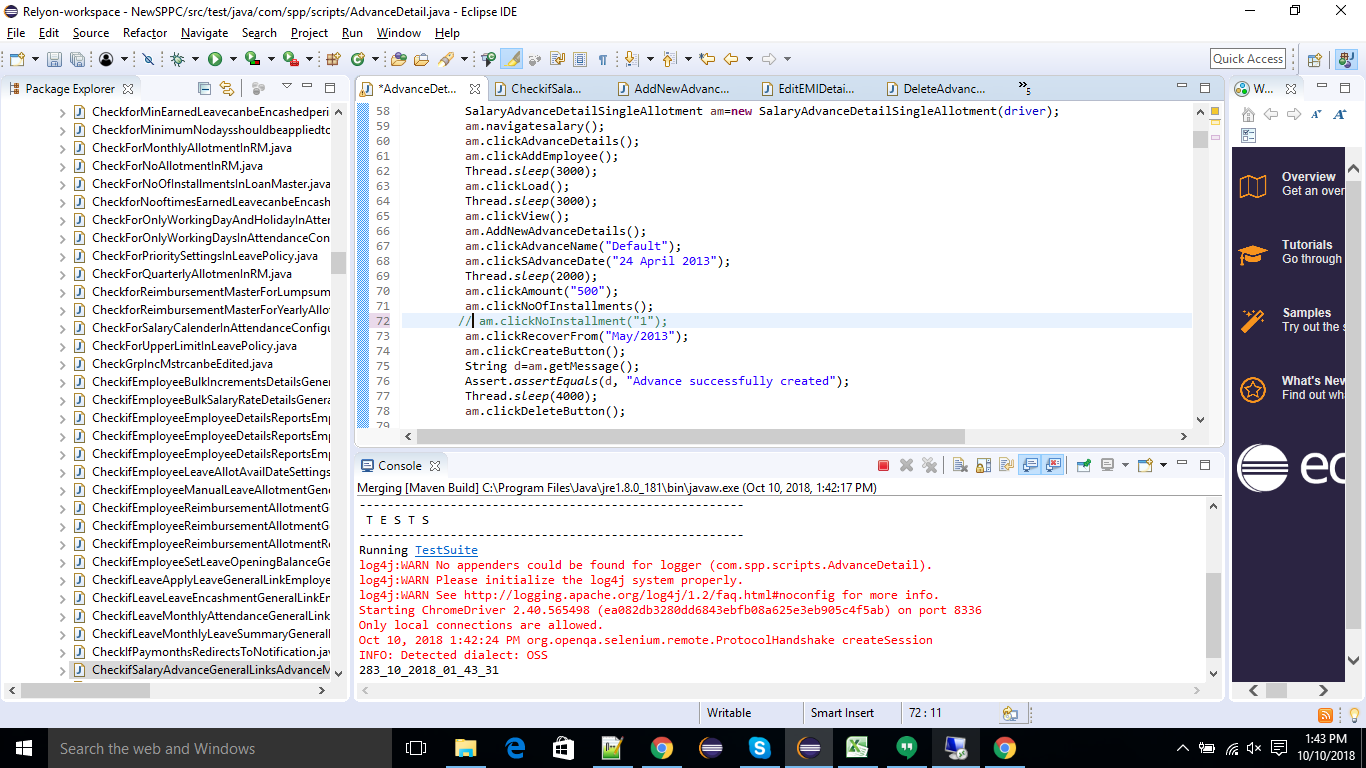 Relyon-workspace - NewSPPC/src/test/java/com/spp/scripts/AdvanceDetail.java - Eclipse IDE
File Edit Source Refactor Navigate Search Project Run Window Help
Quick Access
Package Explorer
CheckforMinEarnedLeavecanbeEncashedperi
CheckforMinimumNodaysshouldbeappliedtc
CheckForMonthlyAllotmentInRM.java
CheckForNoAllotmentInRM.java
CheckForNoOfInstallmentsInLoanMaster.java
CheckforNooftimesEarnedLeavecanbeEncash
CheckForOnlyWorkingDayAndHolidayInAtter
CheckForOnlyWorkingDaysInAttendanceCon
CheckForPrioritySettingsInLeavePolicy.java
CheckForQuarterlyAllotmenInRM.java
CheckforReimbursementMasterForLumpsum
CheckforReimbursementMasterForYearlyAllot
CheckForSalaryCalenderInAttendanceConfigu
CheckForUpperLimitInLeavePolicy.java
CheckGrpIncMstrcanbeEdited.java
CheckifEmployeeBulkIncrementsDetailsGener
CheckifEmployeeBulkSalaryRateDetailsGenera
CheckifEmployeeEmployeeDetailsReportsEmp
CheckifEmployeeEmployeeDetailsReportsEmp
CheckifEmployeeEmployeeDetailsReportsEmp
CheckifEmployeeLeaveAllotAvailDateSettings
CheckifEmployeeManualLeaveAllotmentGene
CheckifEmployeeReimbursementAllotmentG
CheckifEmployeeReimbursementAllotmentG
CheckifEmployeeReimbursementAllotmentRe
CheckifEmployeeSetLeaveOpeningBalanceGe
CheckifLeaveApplyLeaveGeneralLinkEmploye
CheckifLeaveLeaveEncashmentGeneralLinkEn
CheckifLeaveMonthlyAttendanceGeneralLink
CheckifLeaveMonthlyLeaveSummaryGeneral
CheckIfPaymonthsRedirectsToNotification.jav
CheckifSalaryAdvanceGeneralLinksAdvanceM
*AdvanceDet... CheckifSala... AddNewAdvanc... EditEMIDetai... DeleteAdvanc... »5
58 SalaryAdvanceDetailSingleAllotment am=new SalaryAdvanceDetailSingleAllotment(driver);
59 am.navigatesalary();
60 am.clickAdvanceDetails();
61 am.clickAddEmployee();
62 Thread.sleep(3000);
63 am.clickLoad();
64 Thread.sleep(3000);
65 am.clickView();
66 am.AddNewAdvanceDetails();
67 am.clickAdvanceName("Default");
68 am.clickSAdvanceDate("24 April 2013");
69 Thread.sleep(2000);
70 am.clickAmount("500");
71 am.clickNoOfInstallments();
72 // am.clickNoInstallment("1");
73 am.clickRecoverFrom("May/2013");
74 am.clickCreateButton();
75 String d=am.getMessage();
76 Assert.assertEquals(d, "Advance successfully created");
77 Thread.sleep(4000);
78 am.clickDeleteButton();
79
Console
Merging [Maven Build] C:\Program Files\Java\jre1.8.0_181\bin\javaw.exe (Oct 10, 2018, 1:42:17 PM)
-------------------------------------------------------
T E S T S
-------------------------------------------------------
Running TestSuite
log4j:WARN No appenders could be found for logger (com.spp.scripts.AdvanceDetail).
log4j:WARN Please initialize the log4j system properly.
log4j:WARN See http://logging.apache.org/log4j/1.2/faq.html#noconfig for more info.
Starting ChromeDriver 2.40.565498 (ea082db3280dd6843ebfb08a625e3eb905c4f5ab) on port 8336
Only local connections are allowed.
Oct 10, 2018 1:42:24 PM org.openqa.selenium.remote.ProtocolHandshake createSession
INFO: Detected dialect: OSS
283_10_2018_01_43_31
W...
Overview
Get an over
Tutorials
Go through
Samples
Try out the s
What's New
Find out wh
ec
Writable Smart Insert 72 : 11
Search the web and Windows
1:43 PM
10/10/2018